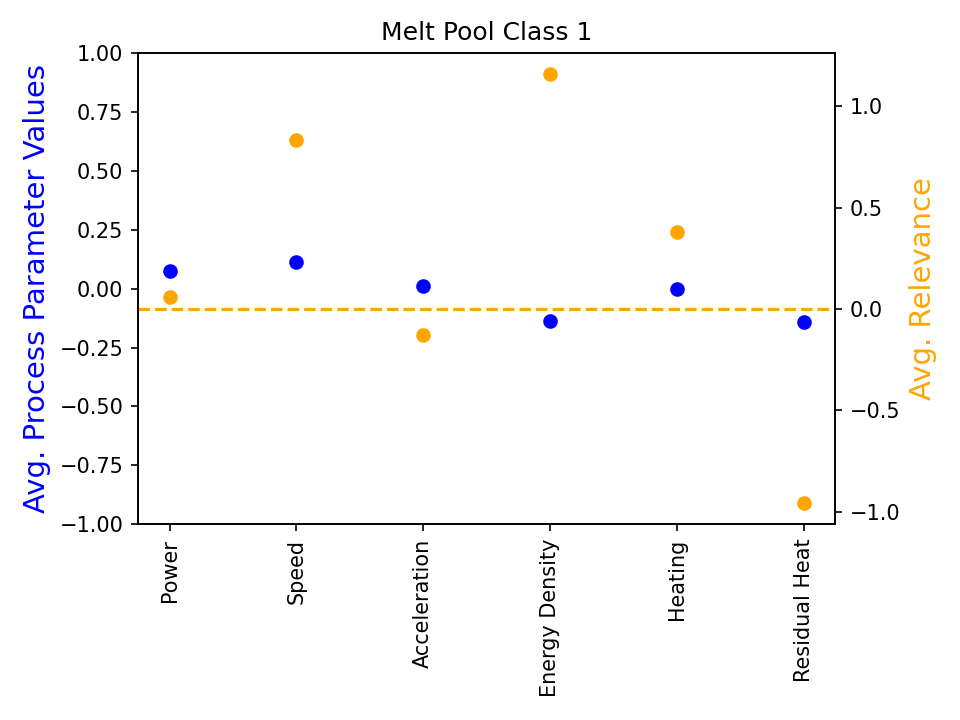 Melt Pool Class 1
Avg. Process Parameter Values
1.00
0.75
0.50
0.25
0.00
−0.25
−0.50
−0.75
−1.00
1.0
0.5
0.0
−0.5
−1.0
Avg. Relevance
Power
Speed
Acceleration
Energy Density
Heating
Residual Heat